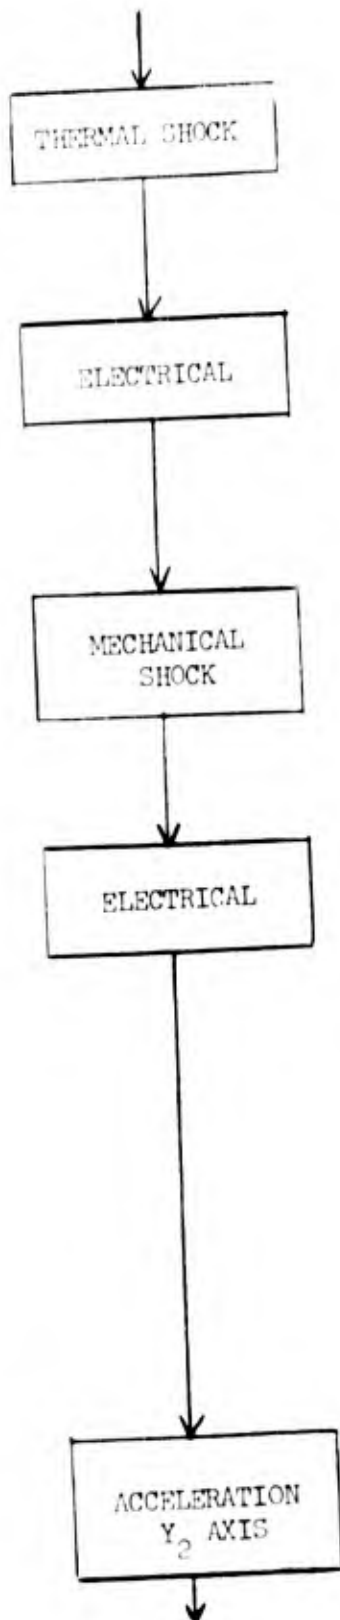 THERMAL SHOCK
ELECTRICAL
MECHANICAL
SHOCK
ELECTRICAL
ACCELERATION
Y₂ AXIS